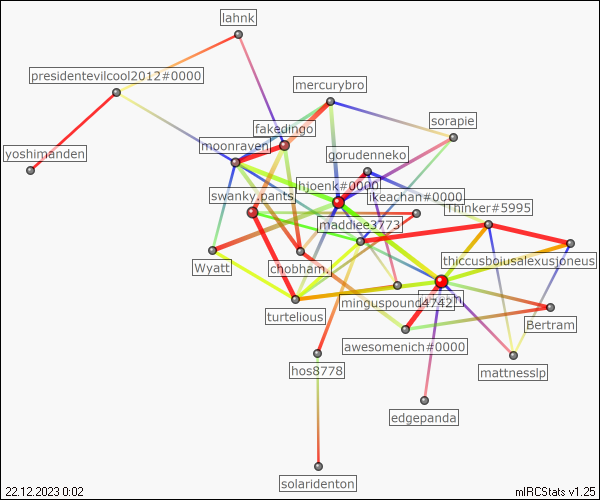 lahnk
presidentevilcool2012#0000
mercurybro
sorapie
fakedingo
moonraven
yoshimanden
gorudenneko
hjoenk#0000
swanky.pants.
ikeachan#0000
Thinker#5995
maddiee3773
thiccusboiusalexusjoneus
Wyatt
chobham.
minguspound4742
turtelious
Bertram
awesomenich#0000
hos8778
mattnesslp
edgepanda
solaridenton
22.12.2023 0:02
mIRCStats v1.25